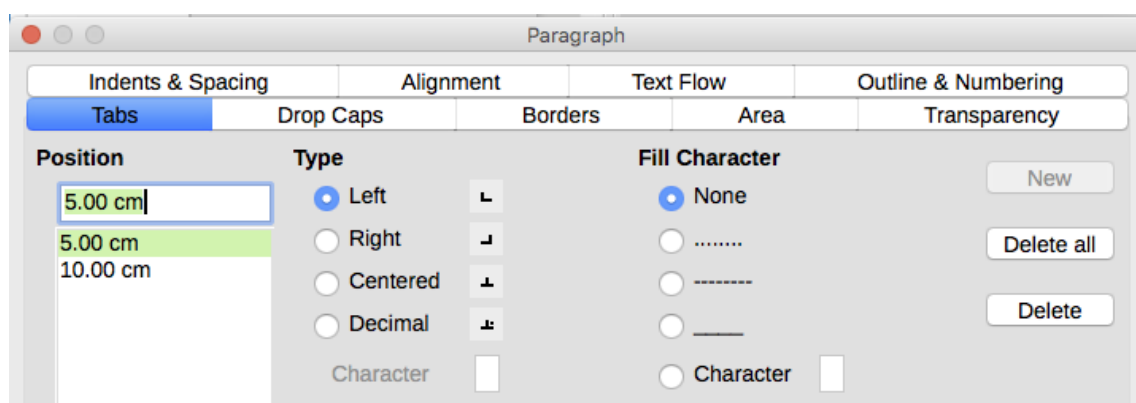 Paragraph
Indents & Spacing Alignment Text Flow Outline & Numbering
Tabs Drop Caps Borders Area Transparency
Position Type Fill Character
5.00 cm Left None New
5.00 cm Right ........ Delete all
10.00 cm Centered --------
Decimal ____ Delete
Character Character